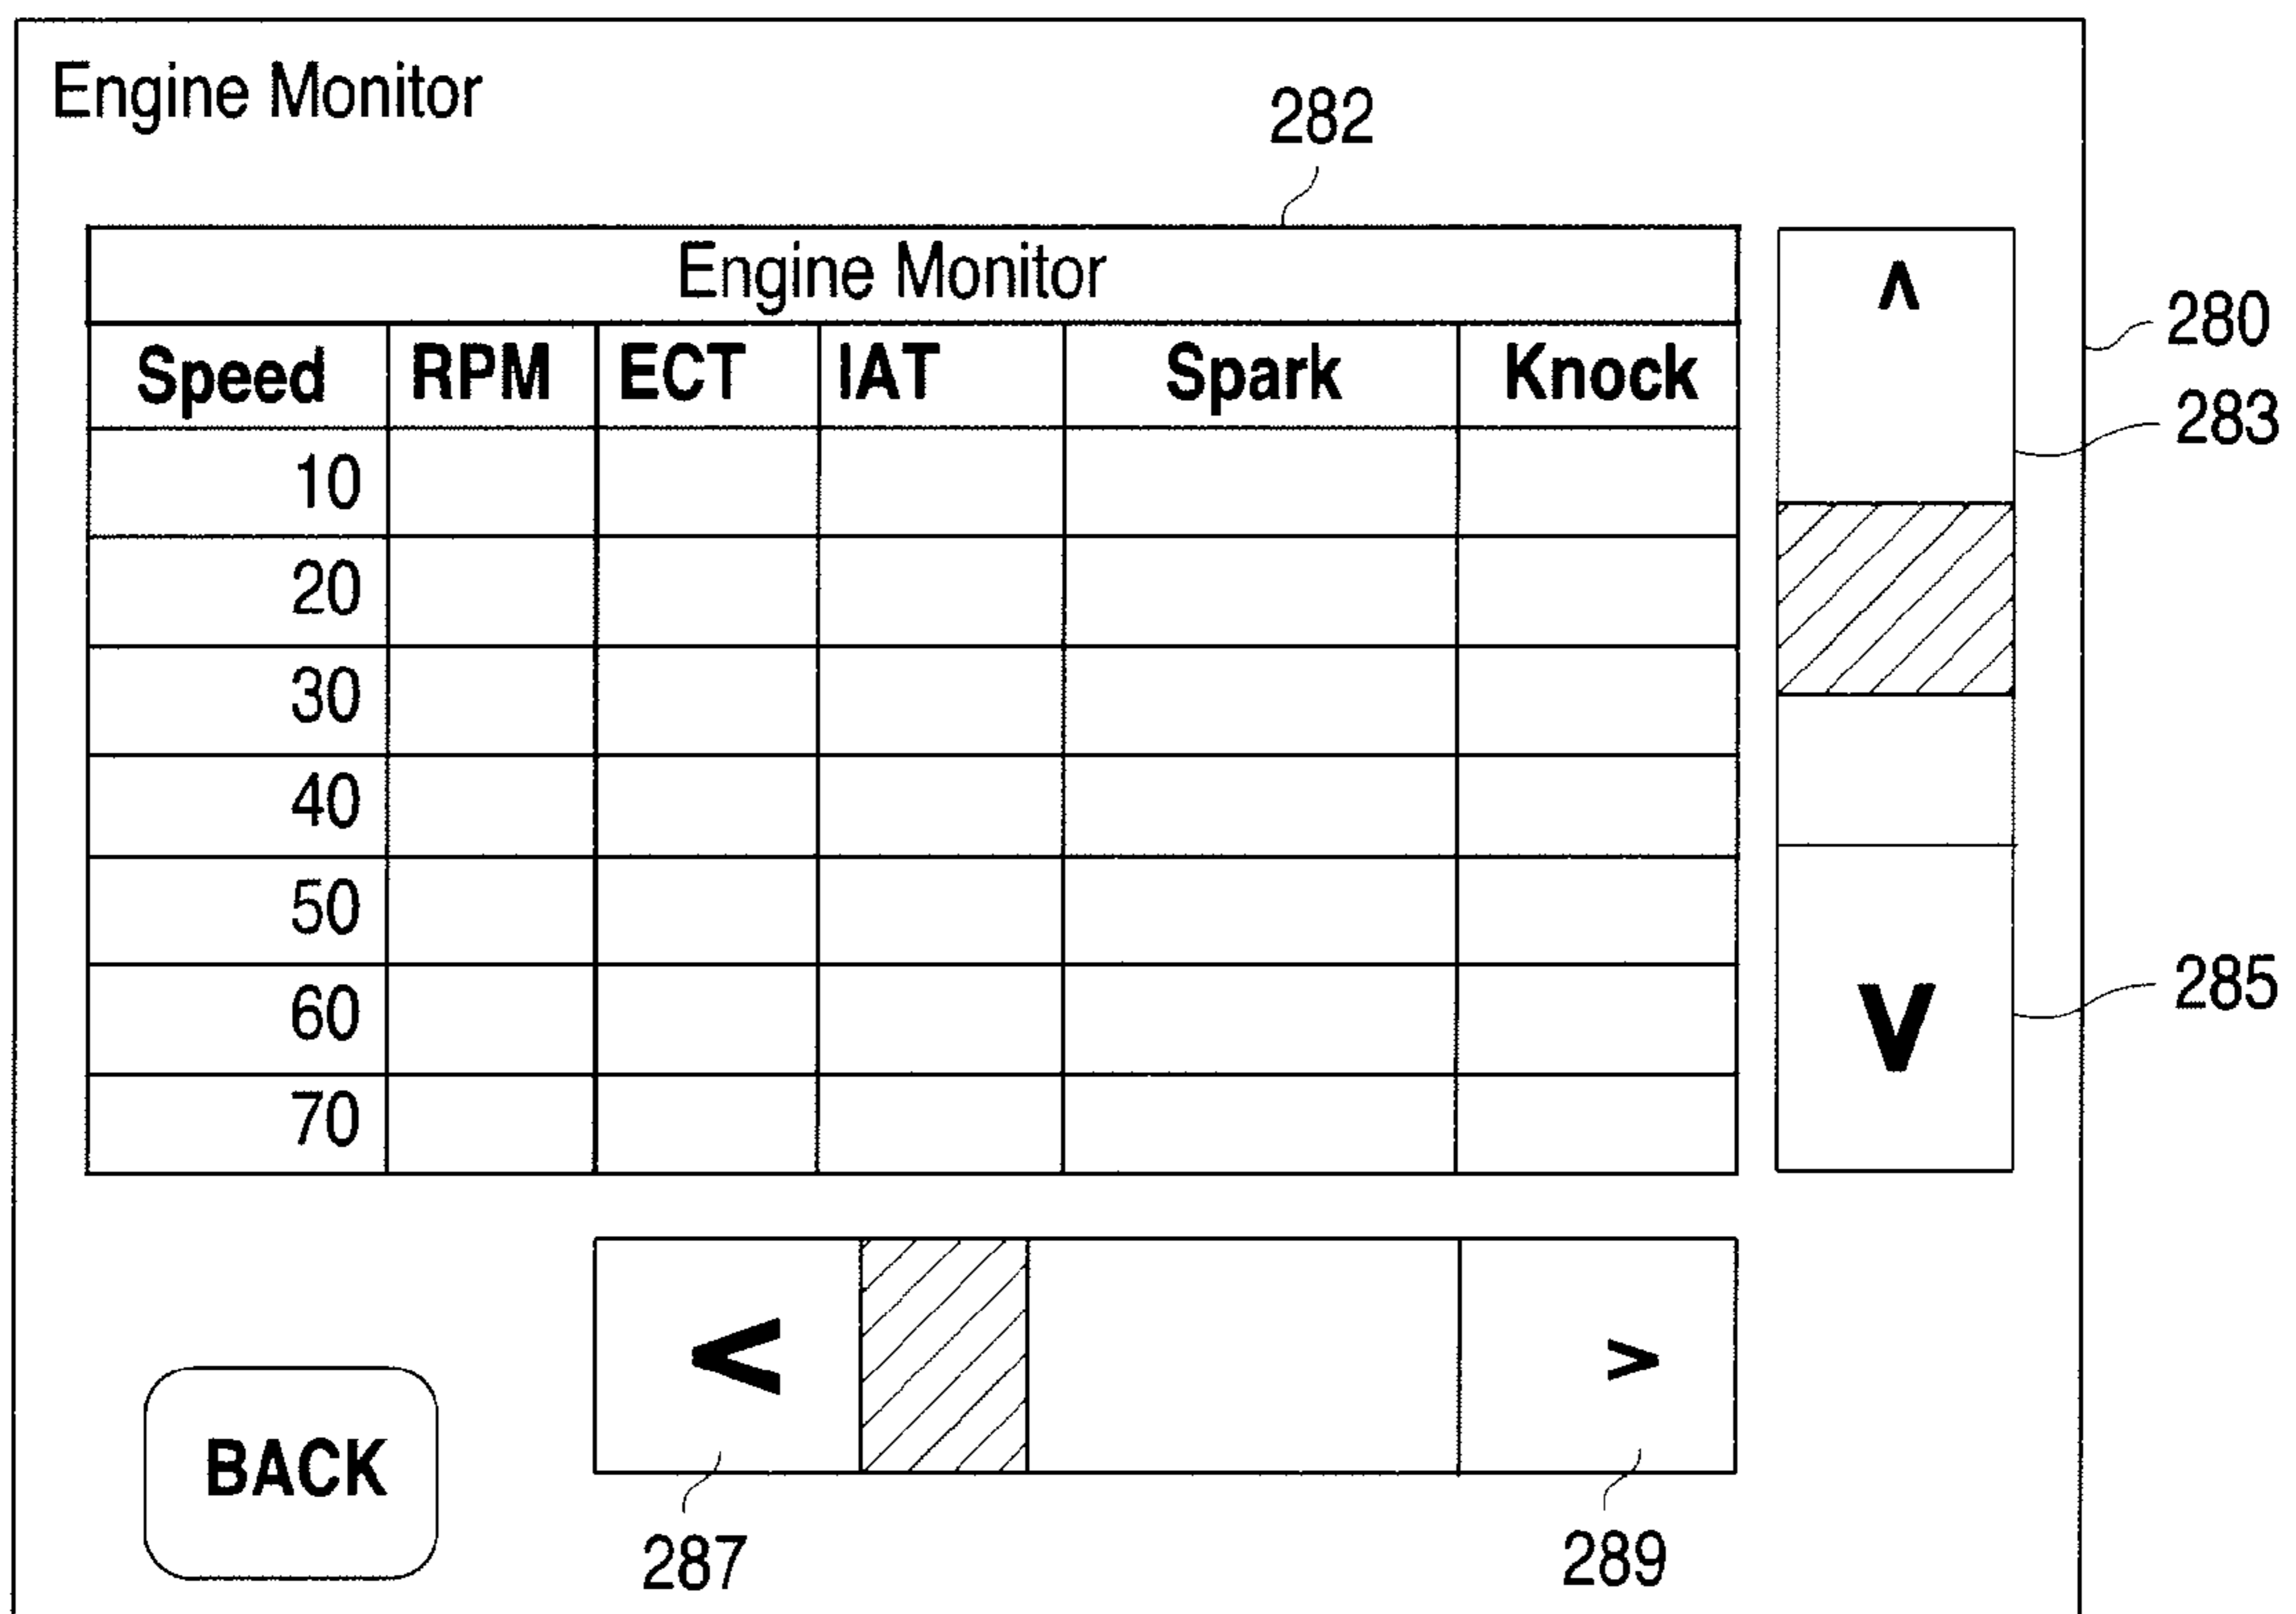 Engine Monitor
282
Engine Monitor
Speed RPM ECT IAT Spark Knock
10
20
30
40
50
60
70
^
280
283
285
V
< >
BACK
287 289